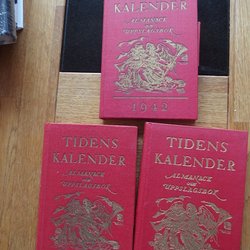 KALENDER
ALMANACK
OCH
UPPSLAGSBOK
1942
TIDENS
KALENDER
ALMANACK
OCH
UPPSLAGSBOK
TIDENS
KALENDER
ALMANACK
OCH
UPPSLAGSBOK